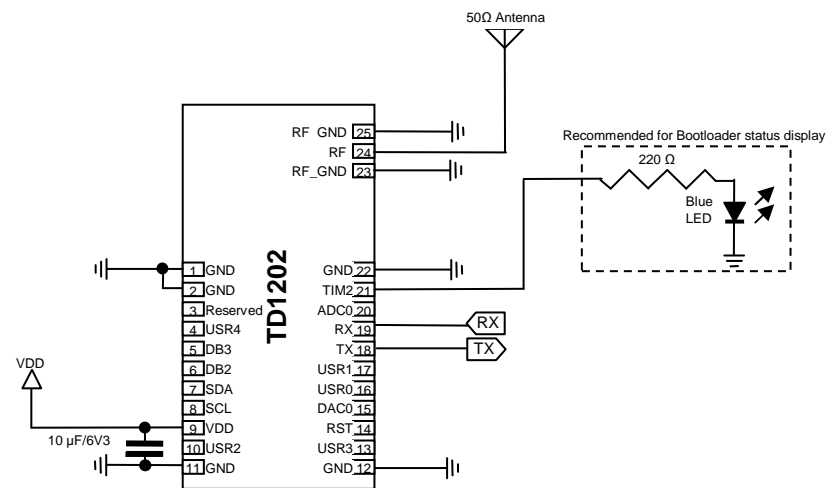 50Ω Antenna
RF GND 25
RF 24
RF_GND 23
Recommended for Bootloader status display
220 Ω
Blue
LED
TD1202
1 GND
2 GND
3 Reserved
4 USR4
5 DB3
6 DB2
7 SDA
8 SCL
9 VDD
10 USR2
11 GND
GND 22
TIM2 21
ADC0 20
RX 19
TX 18
USR1 17
USR0 16
DAC0 15
RST 14
USR3 13
GND 12
RX
TX
VDD
10 µF/6V3